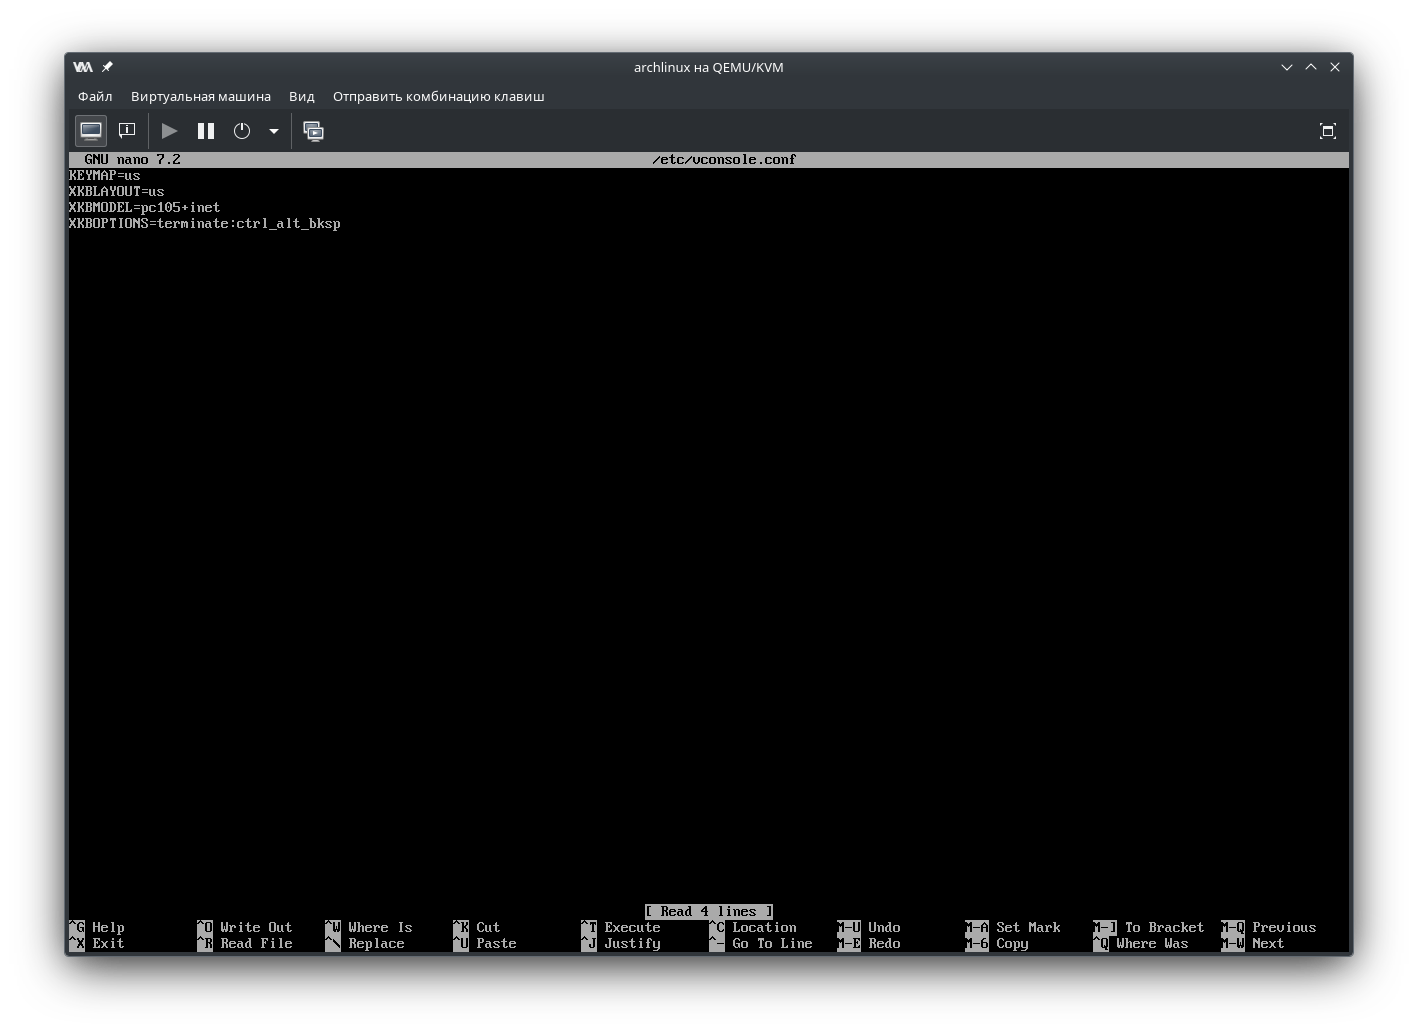 archlinux на QEMU/KVM
Файл Виртуальная машина Вид Отправить комбинацию клавиш
GNU nano 7.2 /etc/vconsole.conf
KEYMAP=us
XKBLAYOUT=us
XKBMODEL=pc105+inet
XKBOPTIONS=terminate:ctrl_alt_bksp
[ Read 4 lines ]
^G Help ^O Write Out ^W Where Is ^K Cut ^T Execute ^C Location M-U Undo M-A Set Mark M-] To Bracket M-Q Previous
^X Exit ^R Read File ^\ Replace ^U Paste ^J Justify ^- Go To Line M-E Redo M-6 Copy ^Q Where Was M-W Next